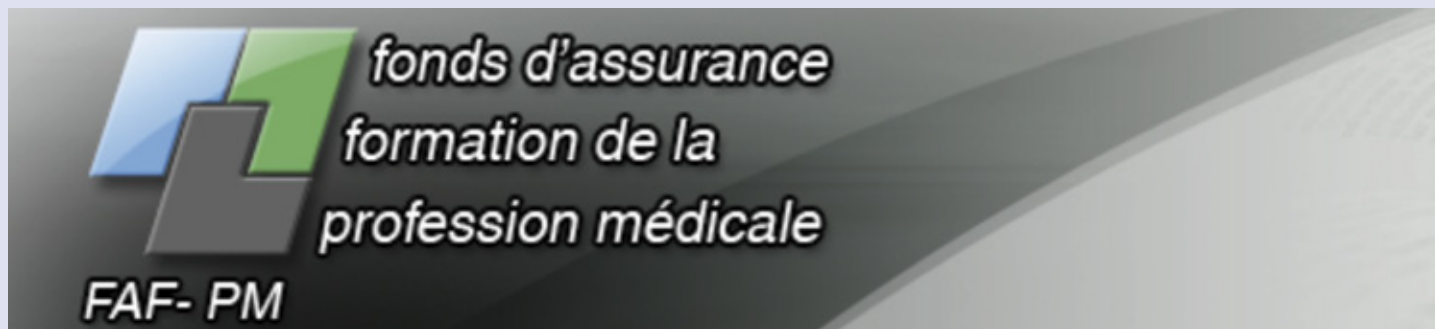 fonds d'assurance
formation de la
profession médicale
FAF- PM